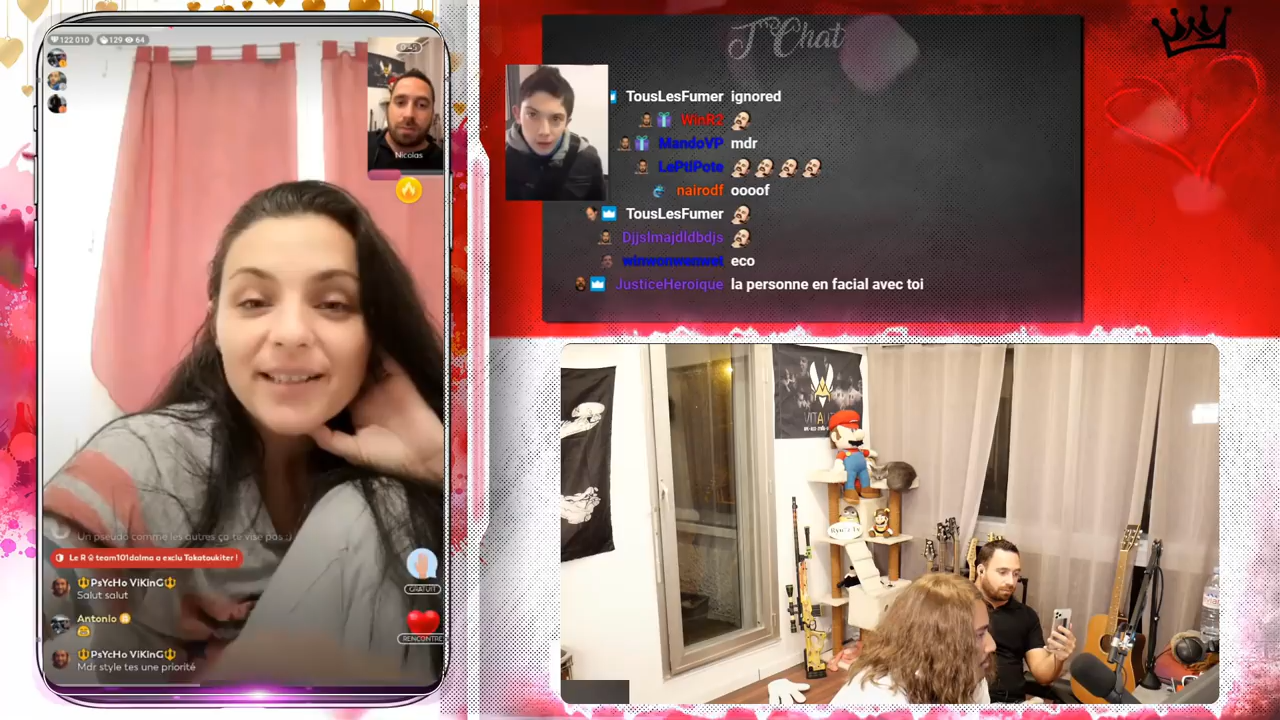 122 010
129 64
0:45
Nicolas
Un pseudo comme les autres ça te vise pas :)
Le R team101dalma a exclu Takatoukiter !
PsYcHo ViKinG
Salut salut
Antonio
PsYcHo ViKinG
Mdr style tes une priorité
GRATUIT
RENCONTRE
T'Chat
TousLesFumer ignored
WinR2
MandoVP mdr
LePtiPote
nairodf oooof
TousLesFumer
Djjslmajdldbdjs
eco
JusticeHeroique la personne en facial avec toi